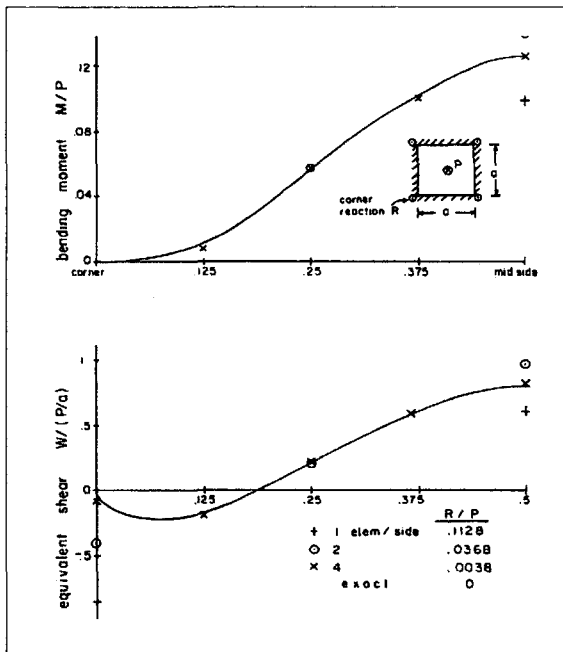 bending moment M/P
.12
.08
.04
0
corner
.125
.25
.375
mid side
P
a
corner
reaction R
a
equivalent shear W/(P/a)
1
.5
0
-.5
.125
.25
.375
.5
R/P
+ 1 elem/side .1128
⊙ 2 .0368
× 4 .0038
exact 0